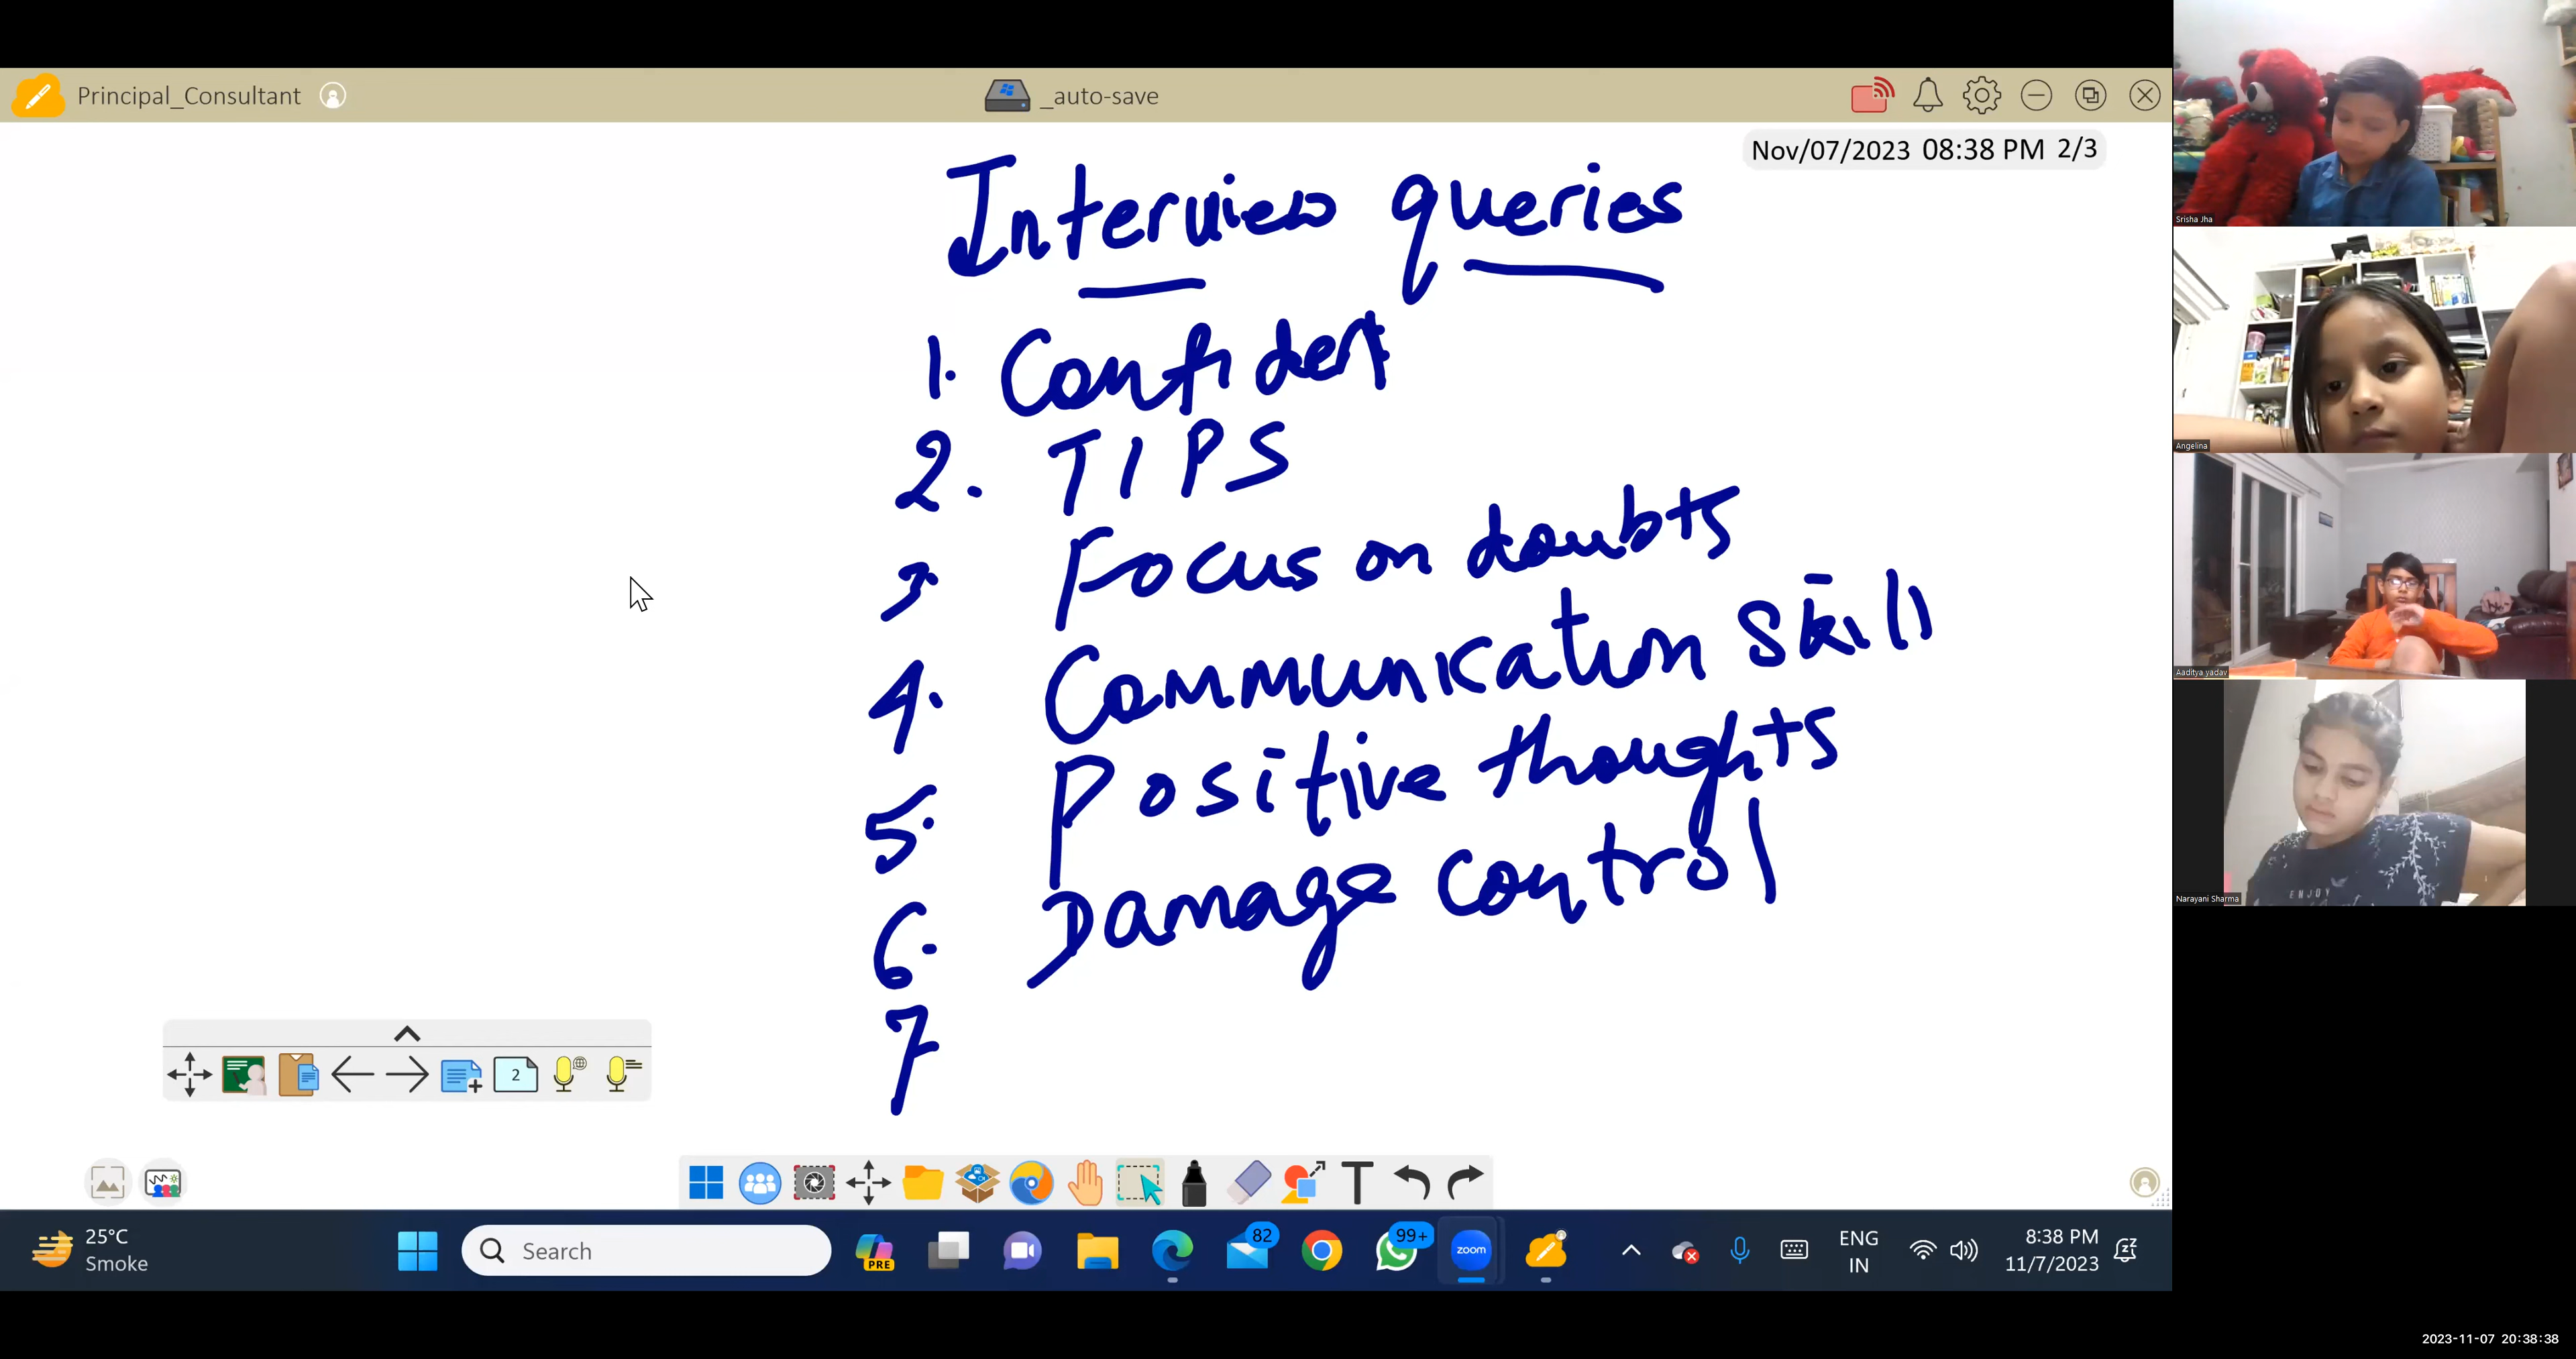 Principal_Consultant
_auto-save
Nov/07/2023 08:38 PM 2/3
Interview queries
1. Confident
2. TIPS
3. Focus on doubts
4. Communication skill
5. Positive thoughts
6. Damage control
7
Srisha Jha
Angelina
Aaditya yadav
ENJOY
Narayani Sharma
2
25°C
Smoke
Search
PRE
82
99+
zoom
ENG
IN
8:38 PM
11/7/2023
2023-11-07 20:38:38